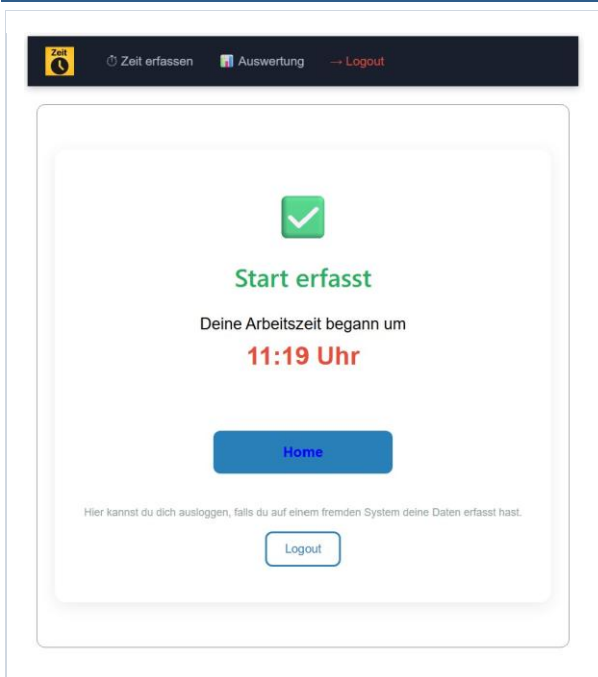 Zeit
Zeit erfassen Auswertung → Logout
Start erfasst
Deine Arbeitszeit begann um
11:19 Uhr
Home
Hier kannst du dich ausloggen, falls du auf einem fremden System deine Daten erfasst hast.
Logout